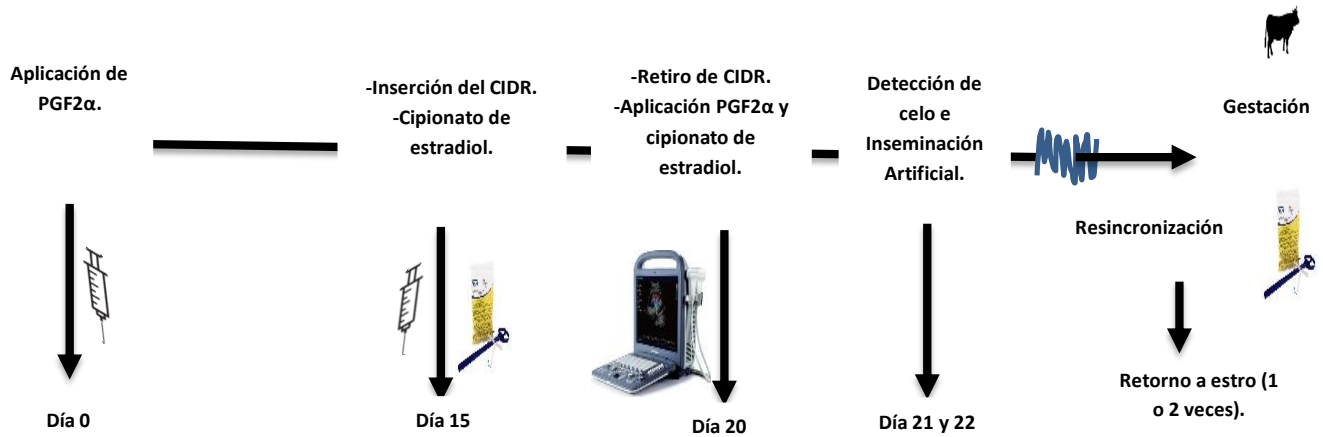 Aplicación de
PGF2α.
-Inserción del CIDR.
-Cipionato de
estradiol.
-Retiro de CIDR.
-Aplicación PGF2α y
cipionato de
estradiol.
Detección de
celo e
Inseminación
Artificial.
Gestación
Resincronización
Retorno a estro (1
o 2 veces).
Día 0
Día 15
Día 20
Día 21 y 22